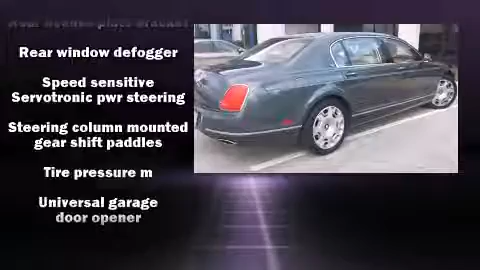 Rear window defogger
Speed sensitive
Servotronic pwr steering
Steering column mounted
gear shift paddles
Tire pressure m
Universal garage
door opener